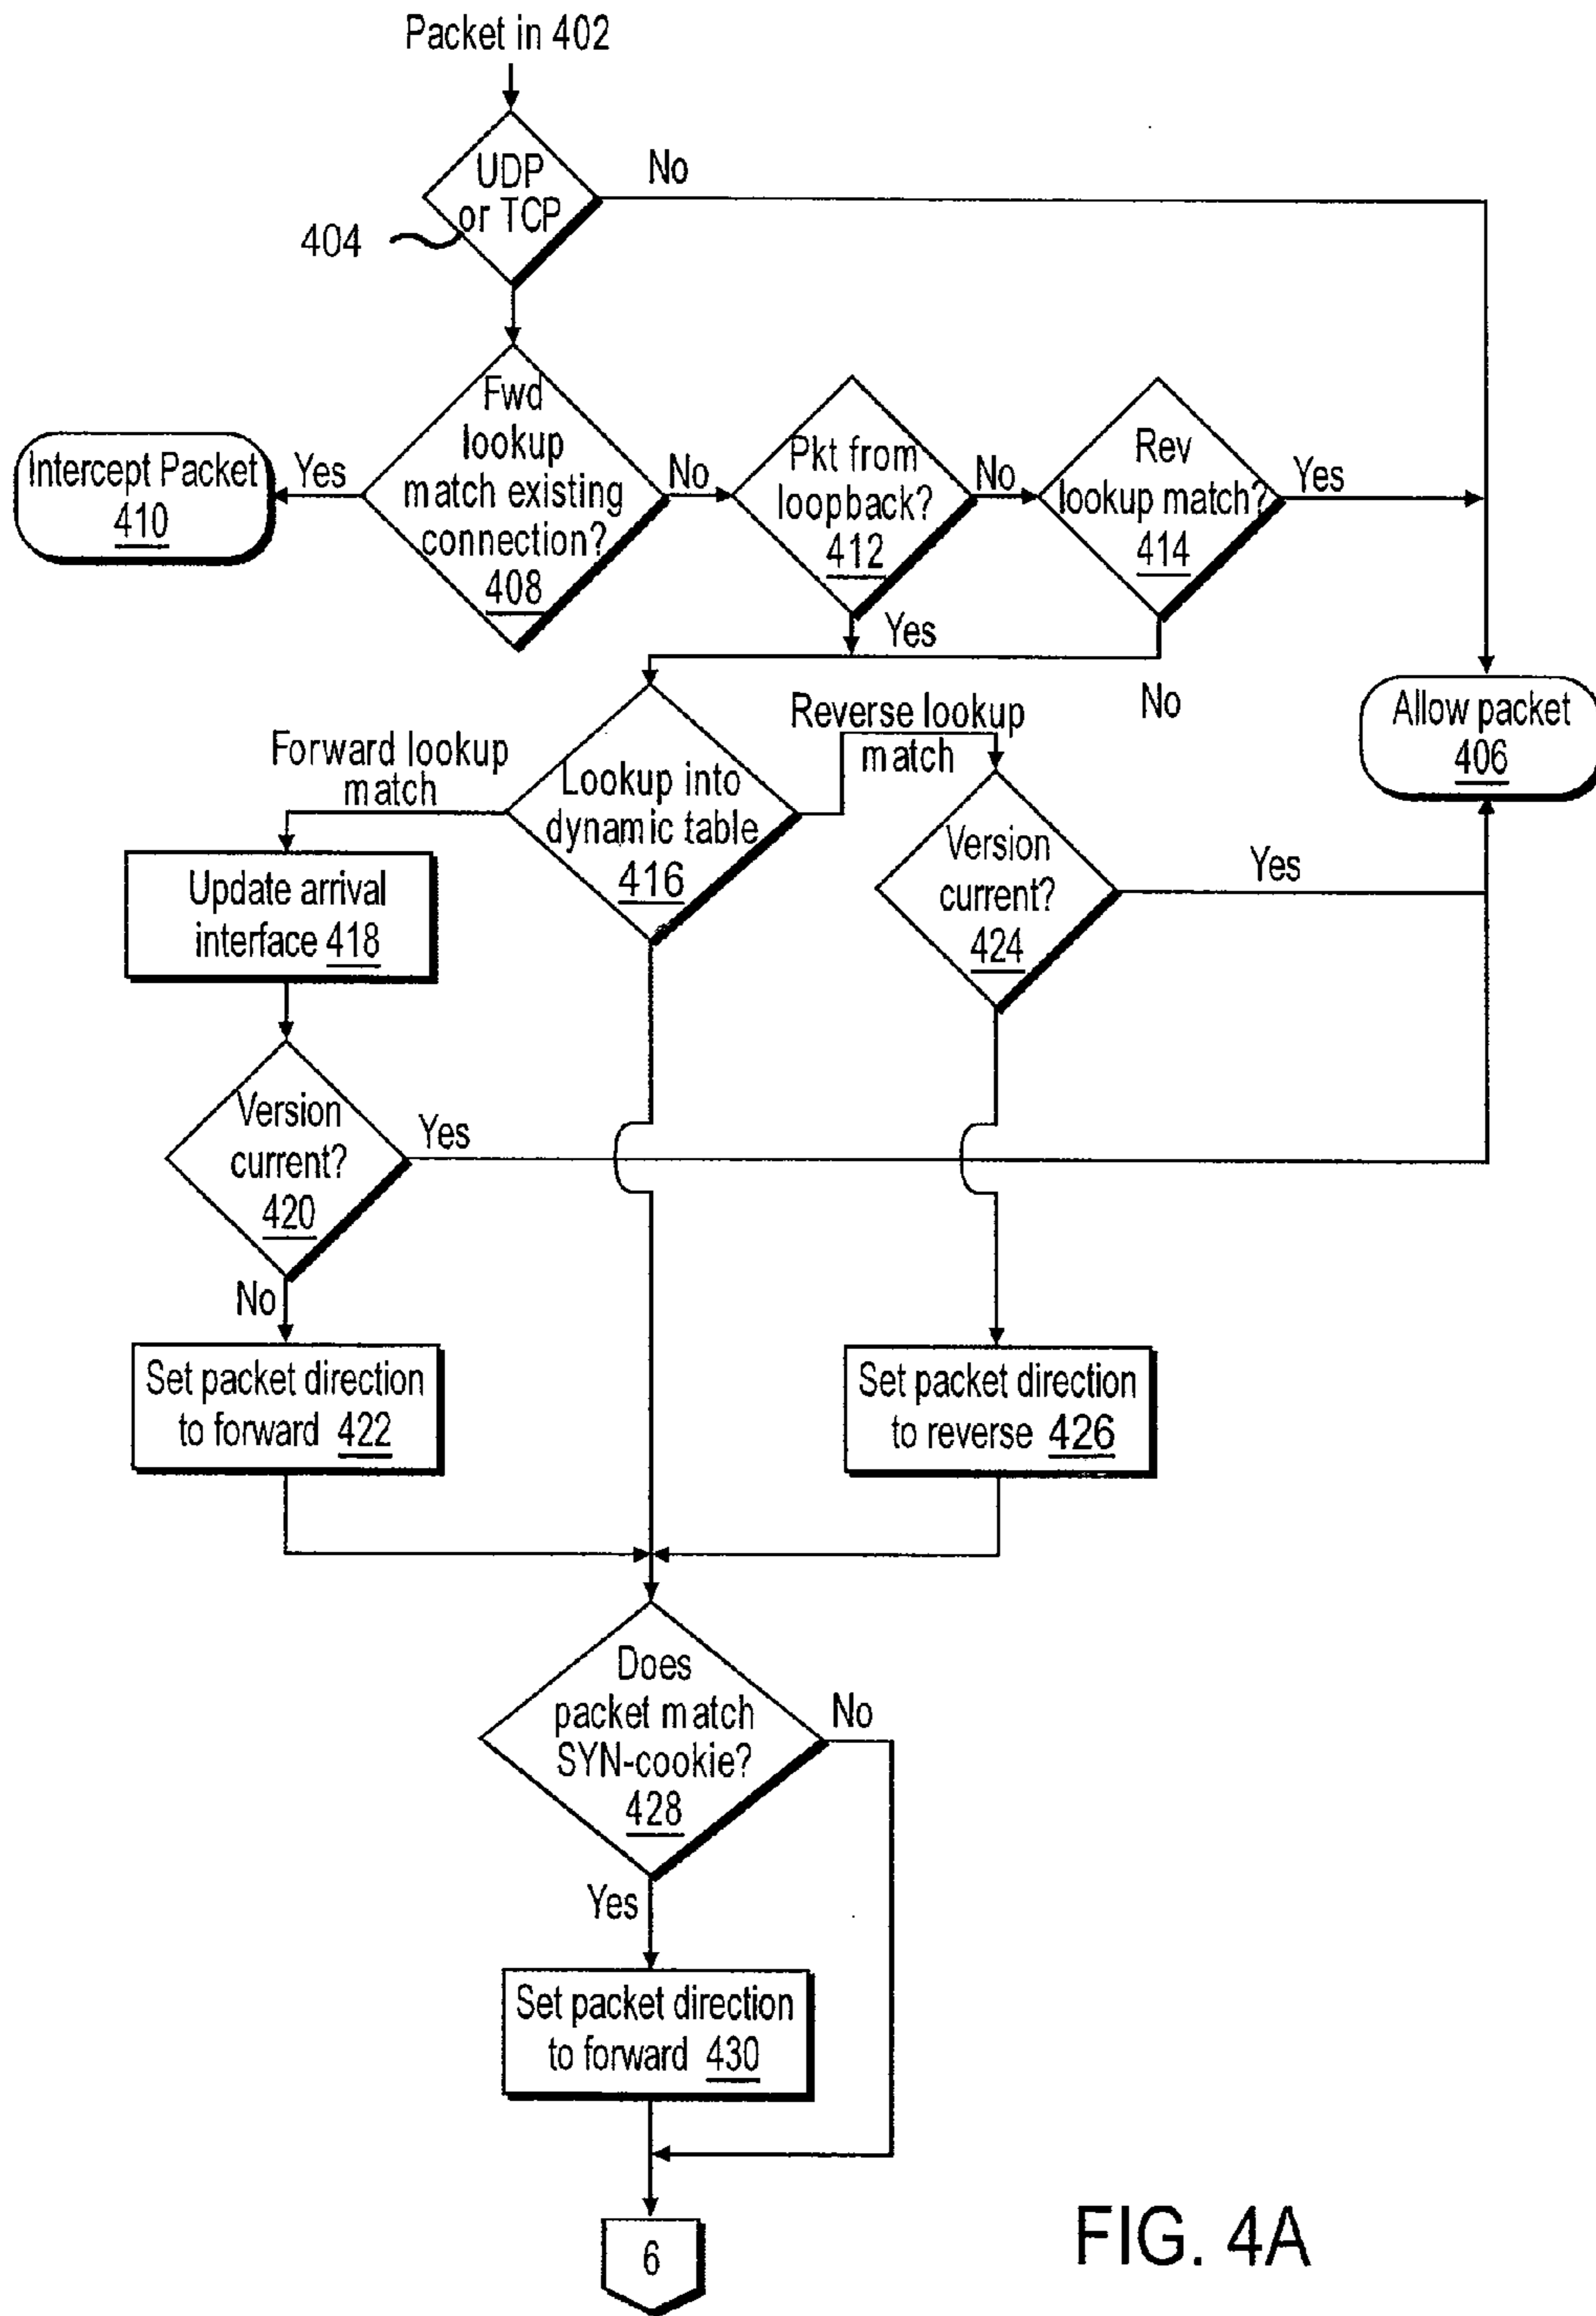 Packet in 402
UDP
or TCP
No
404
Fwd
lookup
match existing
connection?
408
Yes
Intercept Packet
410
No
Pkt from
loopback?
412
No
Rev
lookup match?
414
Yes
Yes
No
Allow packet
406
Forward lookup
match
Lookup into
dynamic table
416
Reverse lookup
match
Update arrival
interface 418
Version
current?
424
Yes
Version
current?
420
Yes
No
Set packet direction
to forward 422
Set packet direction
to reverse 426
Does
packet match
SYN-cookie?
428
No
Yes
Set packet direction
to forward 430
6
FIG. 4A